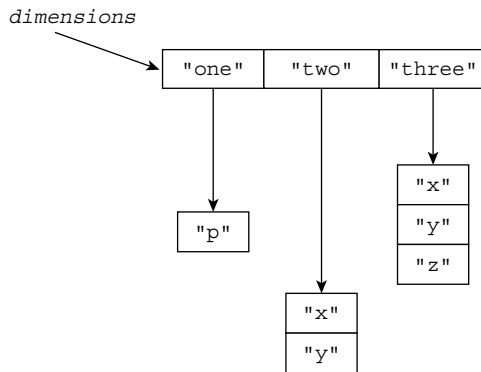 dimensions
"one" "two" "three"
"p"
"x"
"y"
"x"
"y"
"z"